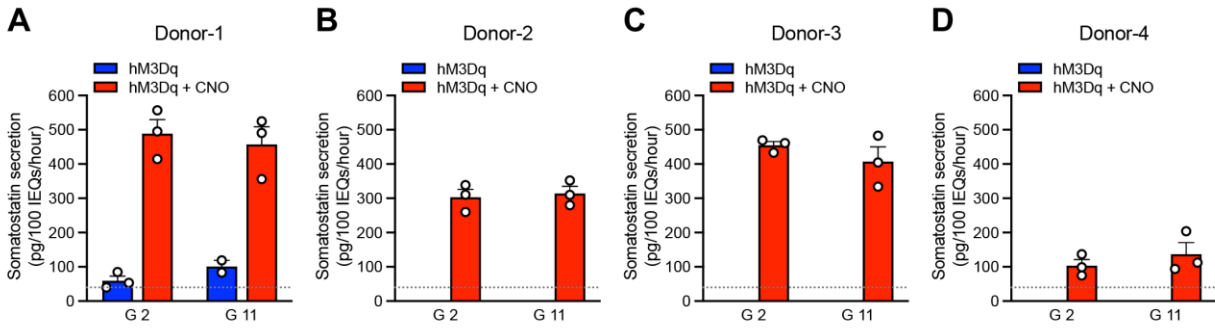 A
Donor-1
hM3Dq
hM3Dq + CNO
Somatostatin secretion
(pg/100 IEQs/hour)
600
500
400
300
200
100
0
G 2
G 11
B
Donor-2
hM3Dq
hM3Dq + CNO
Somatostatin secretion
(pg/100 IEQs/hour)
600
500
400
300
200
100
0
G 2
G 11
C
Donor-3
hM3Dq
hM3Dq + CNO
Somatostatin secretion
(pg/100 IEQs/hour)
600
500
400
300
200
100
0
G 2
G 11
D
Donor-4
hM3Dq
hM3Dq + CNO
Somatostatin secretion
(pg/100 IEQs/hour)
600
500
400
300
200
100
0
G 2
G 11